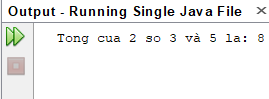 Output - Running Single Java File
Tong cua 2 so 3 và 5 la: 8